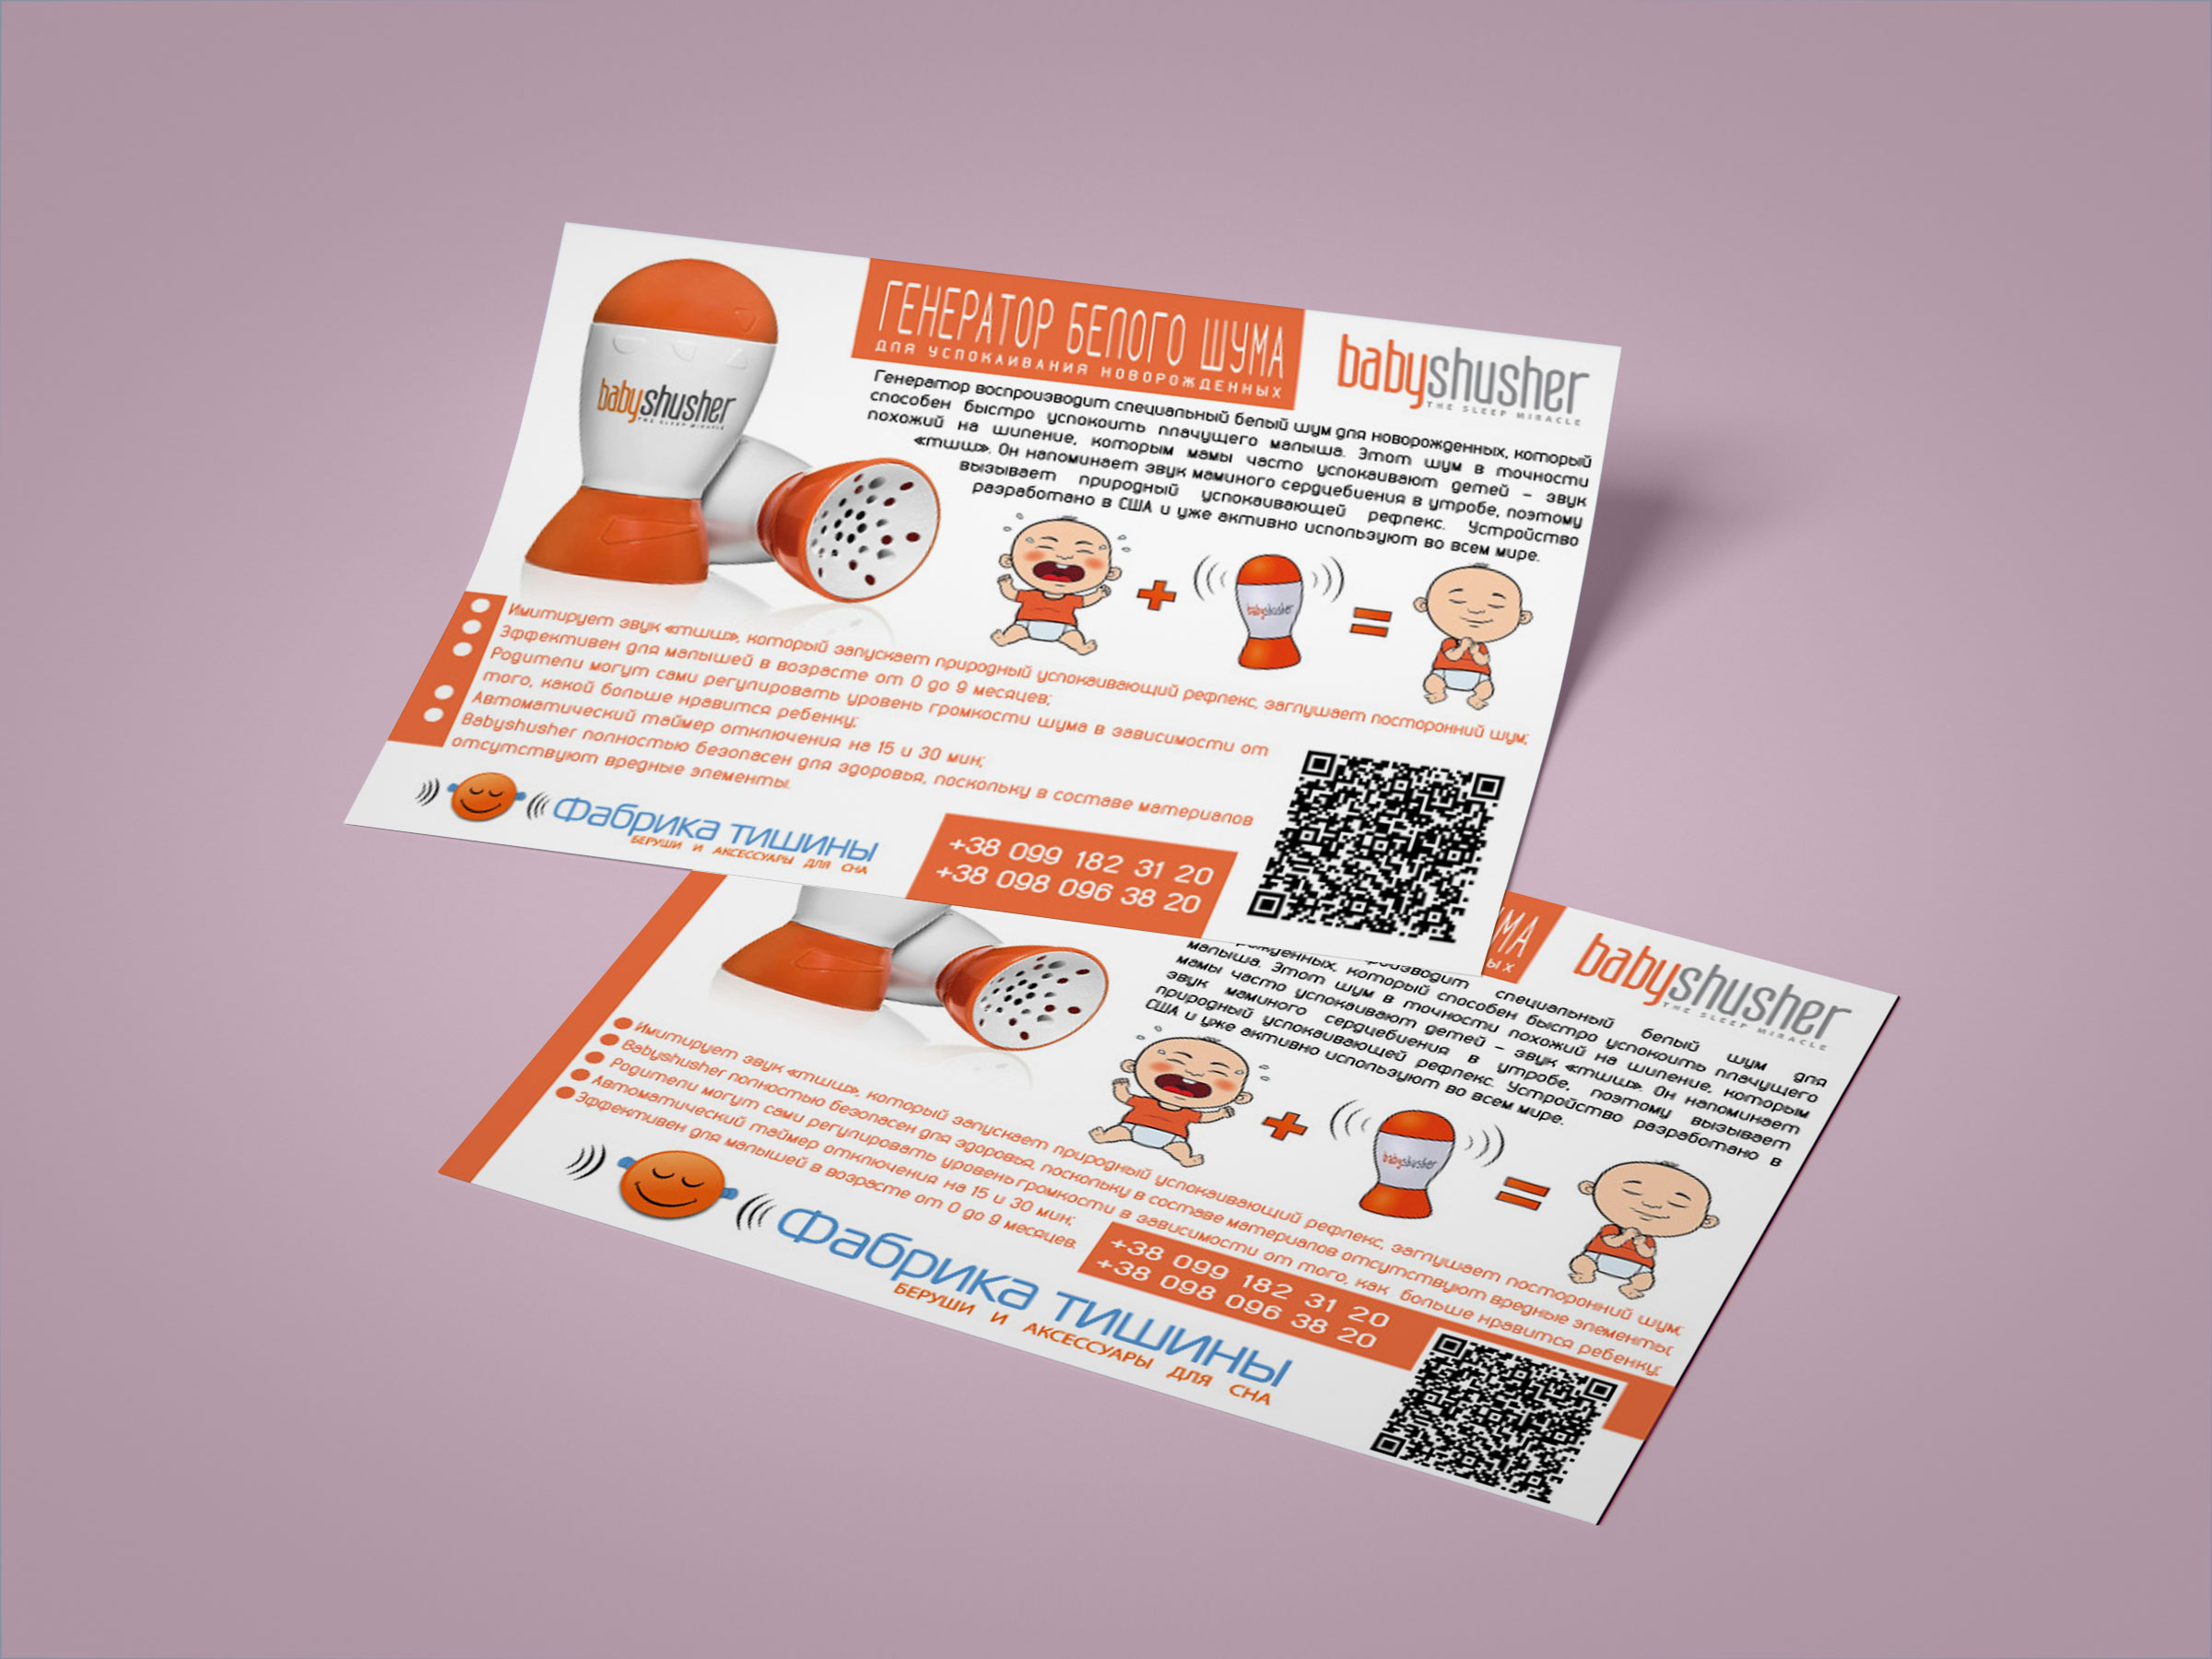 babyshusher
THE SLEEP MIRACLE
ГЕНЕРАТОР БЕЛОГО ШУМА
ДЛЯ УСПОКАИВАНИЯ НОВОРОЖДЕННЫХ
babyshusher
THE SLEEP MIRACLE
Генератор воспроизводит специальный белый шум для новорожденных, который
способен быстро успокоить плачущего малыша. Этот шум в точности
похожий на шипение, которым мамы часто успокаивают детей – звук
«тшш». Он напоминает звук маминого сердцебиения в утробе, поэтому
вызывает природный успокаивающей рефлекс. Устройство
разработано в США и уже активно используют во всем мире.
babyshusher
Имитирует звук «тшш», который запускает природный успокаивающий рефлекс, заглушает посторонний шум;
Эффективен для малышей в возрасте от 0 до 9 месяцев;
Родители могут сами регулировать уровень громкости шума в зависимости от
того, какой больше нравится ребенку;
Автоматический таймер отключения на 15 и 30 мин;
Babyshusher полностью безопасен для здоровья, поскольку в составе материалов
отсутствуют вредные элементы.
Фабрика тишины
БЕРУШИ И АКСЕССУАРЫ ДЛЯ СНА
+38 099 182 31 20
+38 098 096 38 20
МА
ЫХ
babyshusher
THE SLEEP MIRACLE
специальный белый шум для
который способен быстро успокоить плачущего
малыша. Этот шум в точности похожий на шипение, которым
мамы часто успокаивают детей – звук «тшш». Он напоминает
звук маминого сердцебиения в утробе, поэтому вызывает
природный успокаивающей рефлекс. Устройство разработано в
США и уже активно используют во всем мире.
babyshusher
Имитирует звук «тшш», который запускает природный успокаивающий рефлекс, заглушает посторонний шум;
Babyshusher полностью безопасен для здоровья, поскольку в составе материалов отсутствуют вредные элементы;
Родители могут сами регулировать уровень громкости в зависимости от того, как больше нравится ребенку;
Автоматический таймер отключения на 15 и 30 мин;
Эффективен для малышей в возрасте от 0 до 9 месяцев.
Фабрика тишины
БЕРУШИ И АКСЕССУАРЫ ДЛЯ СНА
+38 099 182 31 20
+38 098 096 38 20